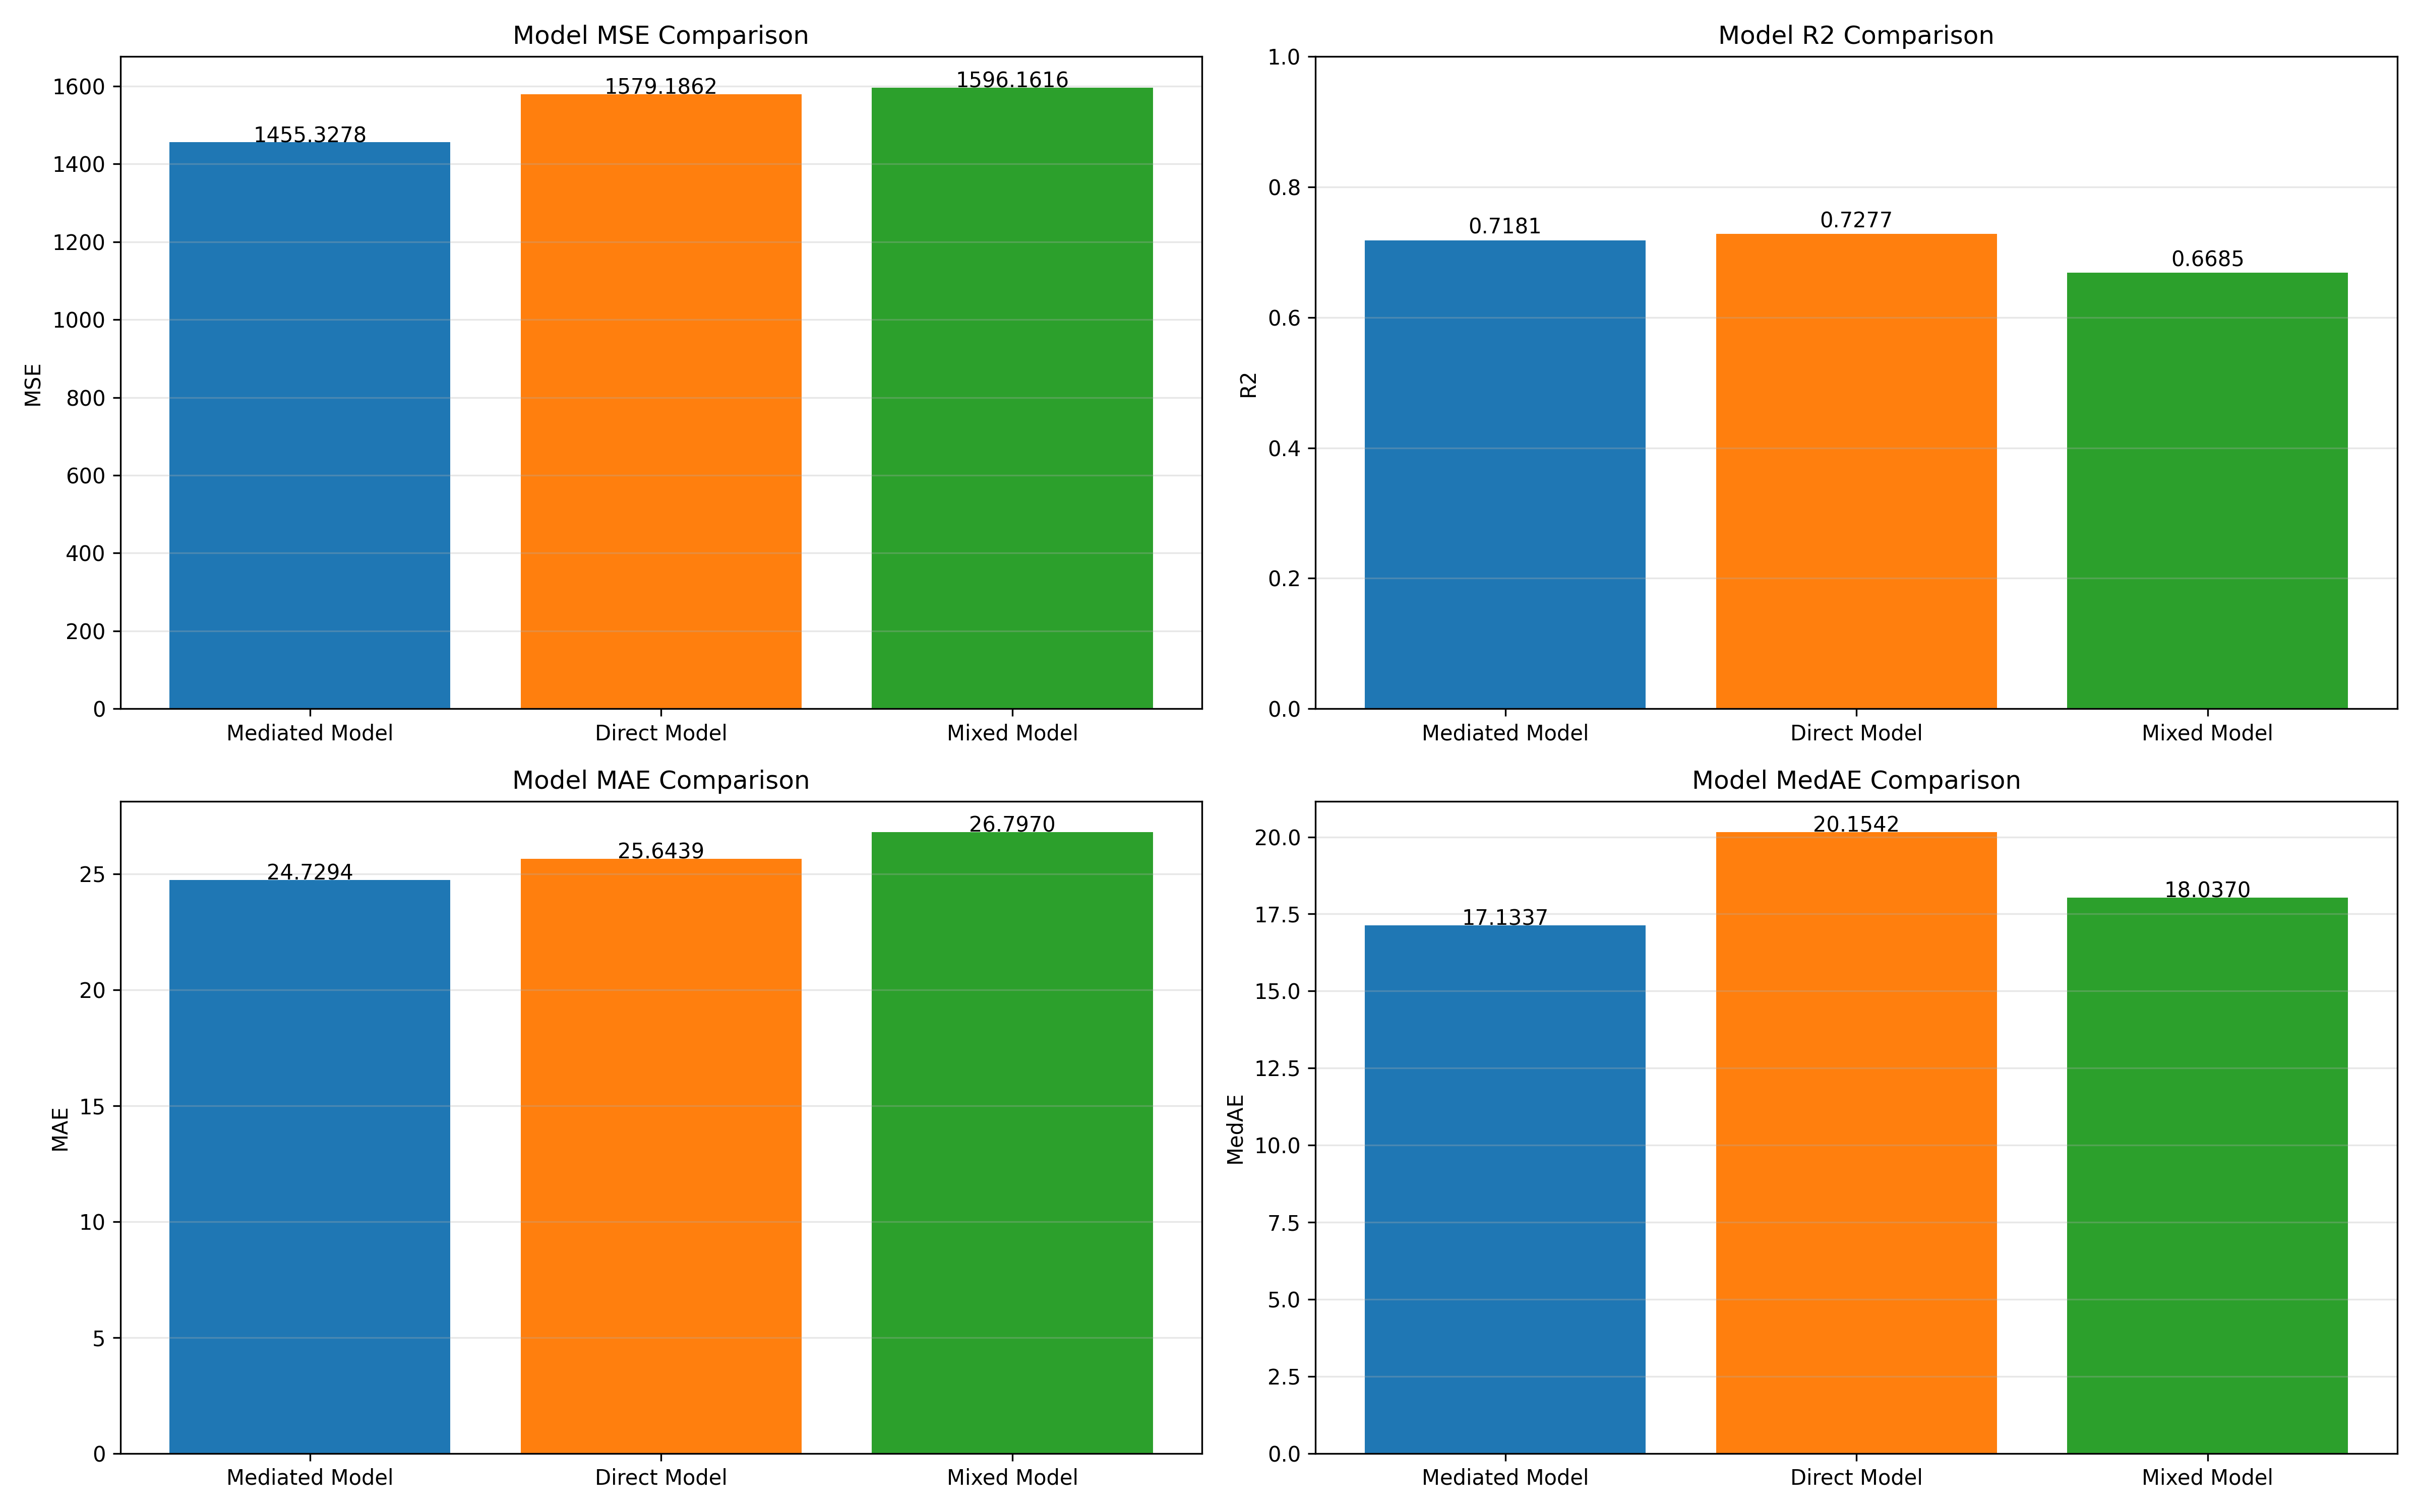 Model MSE Comparison
MSE
1600
1400
1200
1000
800
600
400
200
0
1455.3278
1579.1862
1596.1616
Mediated Model
Direct Model
Mixed Model
Model R2 Comparison
R2
1.0
0.8
0.6
0.4
0.2
0.0
0.7181
0.7277
0.6685
Mediated Model
Direct Model
Mixed Model
Model MAE Comparison
MAE
25
20
15
10
5
0
24.7294
25.6439
26.7970
Mediated Model
Direct Model
Mixed Model
Model MedAE Comparison
MedAE
20.0
17.5
15.0
12.5
10.0
7.5
5.0
2.5
0.0
17.1337
20.1542
18.0370
Mediated Model
Direct Model
Mixed Model